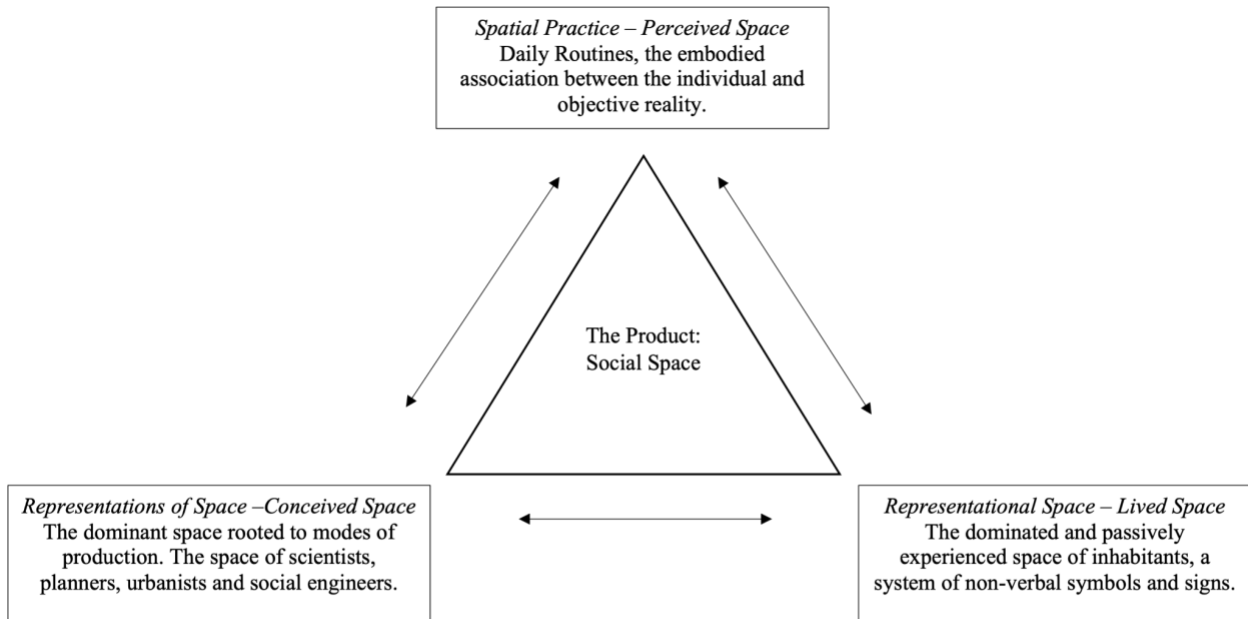 Spatial Practice – Perceived Space
Daily Routines, the embodied
association between the individual and
objective reality.
The Product:
Social Space
Representations of Space –Conceived Space
The dominant space rooted to modes of
production. The space of scientists,
planners, urbanists and social engineers.
Representational Space – Lived Space
The dominated and passively
experienced space of inhabitants, a
system of non-verbal symbols and signs.